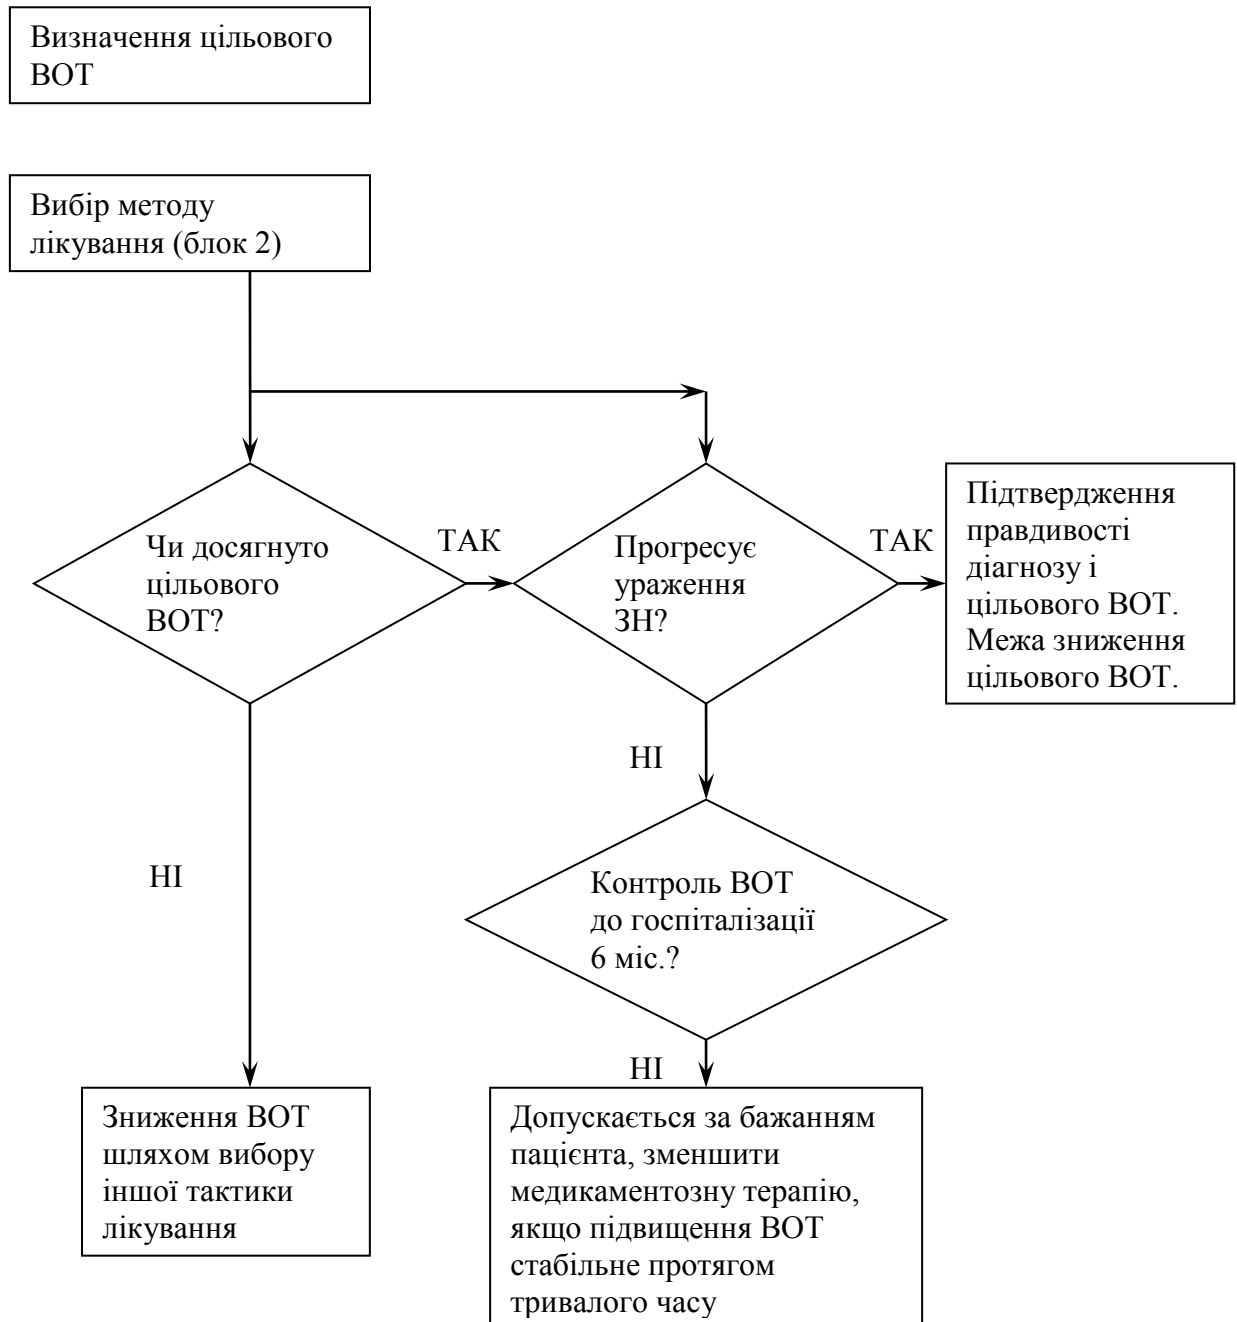 Визначення цільового
ВОТ
Вибір методу
лікування (блок 2)
Чи досягнуто
цільового
ВОТ?
ТАК
Прогресує
ураження
ЗН?
ТАК
Підтвердження
правдивості
діагнозу і
цільового ВОТ.
Межа зниження
цільового ВОТ.
НІ
НІ
Контроль ВОТ
до госпіталізації
6 міс.?
НІ
Зниження ВОТ
шляхом вибору
іншої тактики
лікування
Допускається за бажанням
пацієнта, зменшити
медикаментозну терапію,
якщо підвищення ВОТ
стабільне протягом
тривалого часу